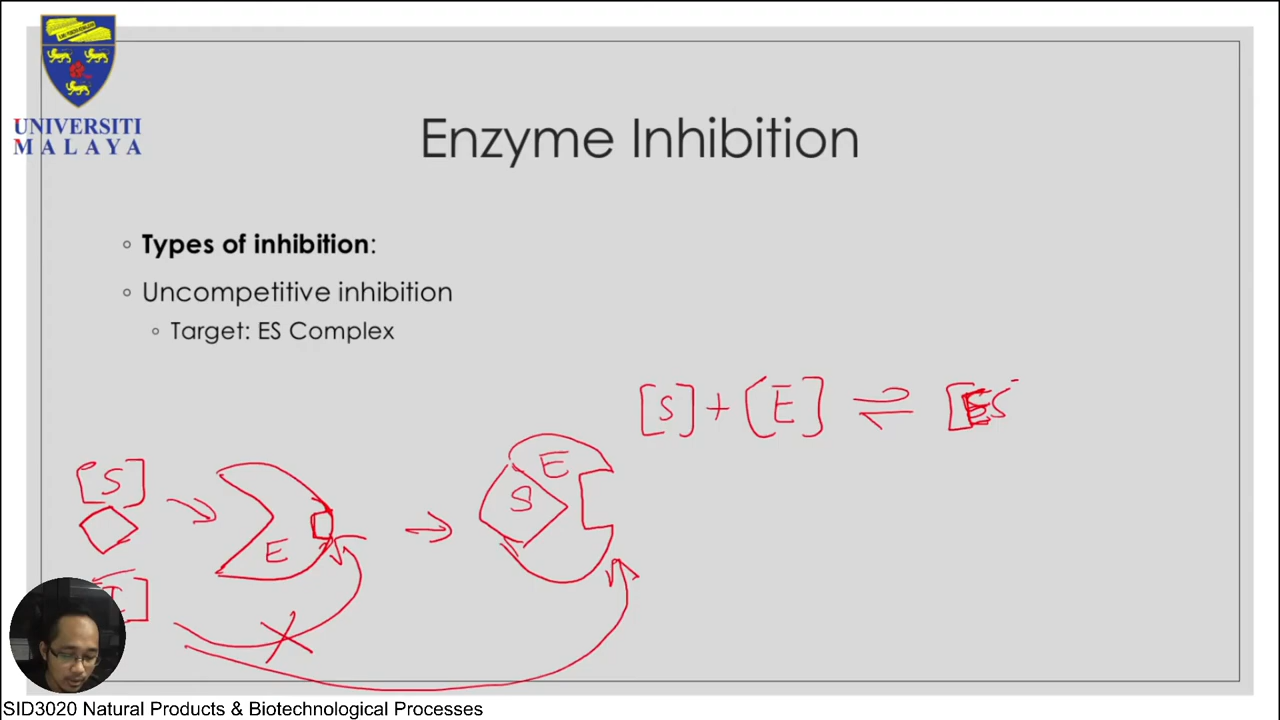 UNIVERSITI
MALAYA
Enzyme Inhibition
Types of inhibition:
Uncompetitive inhibition
Target: ES Complex
[S] + [E] ⇌ [ES
[S]
E
E
S
I]
SID3020 Natural Products & Biotechnological Processes